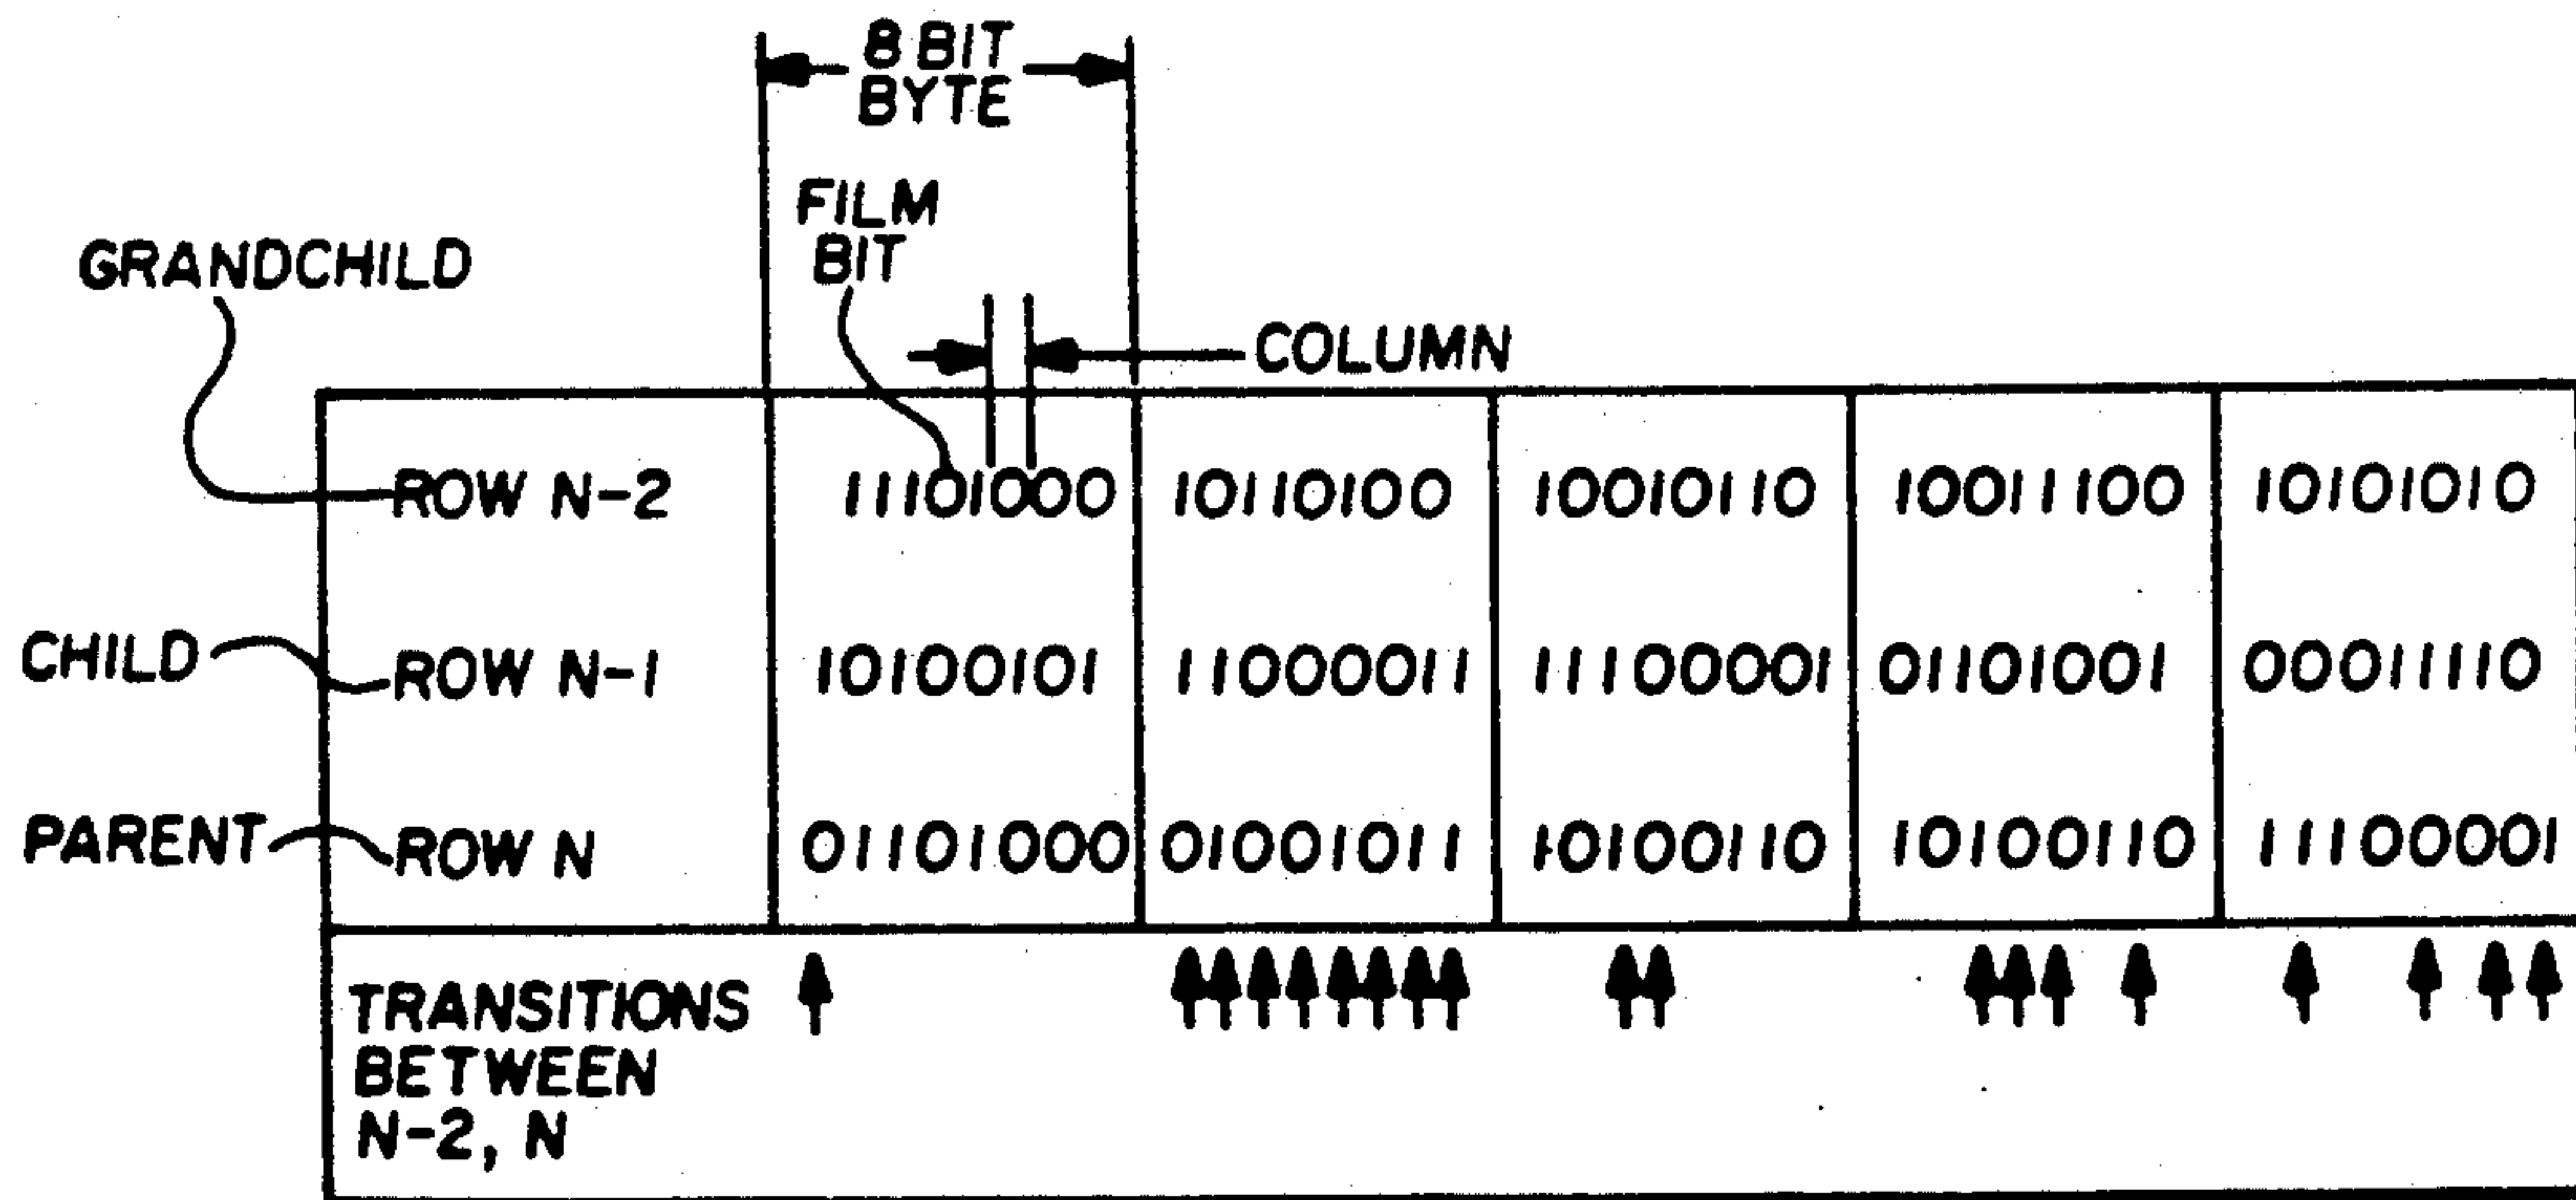 8 BIT
BYTE
FILM
BIT
GRANDCHILD
COLUMN
ROW N-2 11101000 10110100 10010110 10011100 10101010
CHILD ROW N-1 10100101 11000011 11100001 01101001 00011110
PARENT ROW N 01101000 01001011 10100110 10100110 11100001
TRANSITIONS
BETWEEN
N-2, N